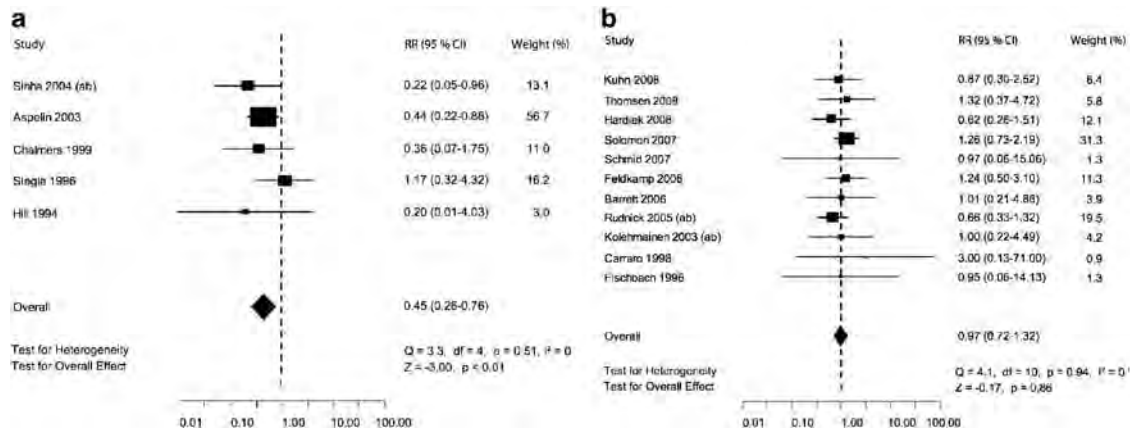 a
Study RR (95 % CI) Weight (%)
Sinha 2004 (ab) 0.22 (0.05-0.96) 13.1
Aspelin 2003 0.44 (0.22-0.88) 56.7
Chalmers 1999 0.36 (0.07-1.75) 11.0
Siegle 1996 1.17 (0.32-4.32) 16.2
Hill 1994 0.20 (0.01-4.03) 3.0
Overall 0.45 (0.26-0.76)
Test for Heterogeneity Q = 3.3, df = 4, p = 0.51, I² = 0
Test for Overall Effect Z = -3.00, p < 0.01
0.01 0.10 1.00 10.00 100.00
b
Study RR (95 % CI) Weight (%)
Kuhn 2008 0.87 (0.30-2.52) 6.4
Thomsen 2008 1.32 (0.37-4.72) 5.8
Hardiek 2008 0.62 (0.26-1.51) 12.1
Solomon 2007 1.26 (0.73-2.19) 31.3
Schmid 2007 0.97 (0.06-15.06) 1.3
Feldkamp 2006 1.24 (0.50-3.10) 11.3
Barrett 2006 1.01 (0.21-4.86) 3.9
Rudnick 2005 (ab) 0.66 (0.33-1.32) 19.5
Kolehmainen 2003 (ab) 1.00 (0.22-4.49) 4.2
Carraro 1998 3.00 (0.13-71.00) 0.9
Fischbach 1996 0.95 (0.06-14.13) 1.3
Overall 0.97 (0.72-1.32)
Test for Heterogeneity Q = 4.1, df = 10, p = 0.94, I² = 0
Test for Overall Effect Z = -0.17, p = 0.86
0.01 0.10 1.00 10.00 100.00